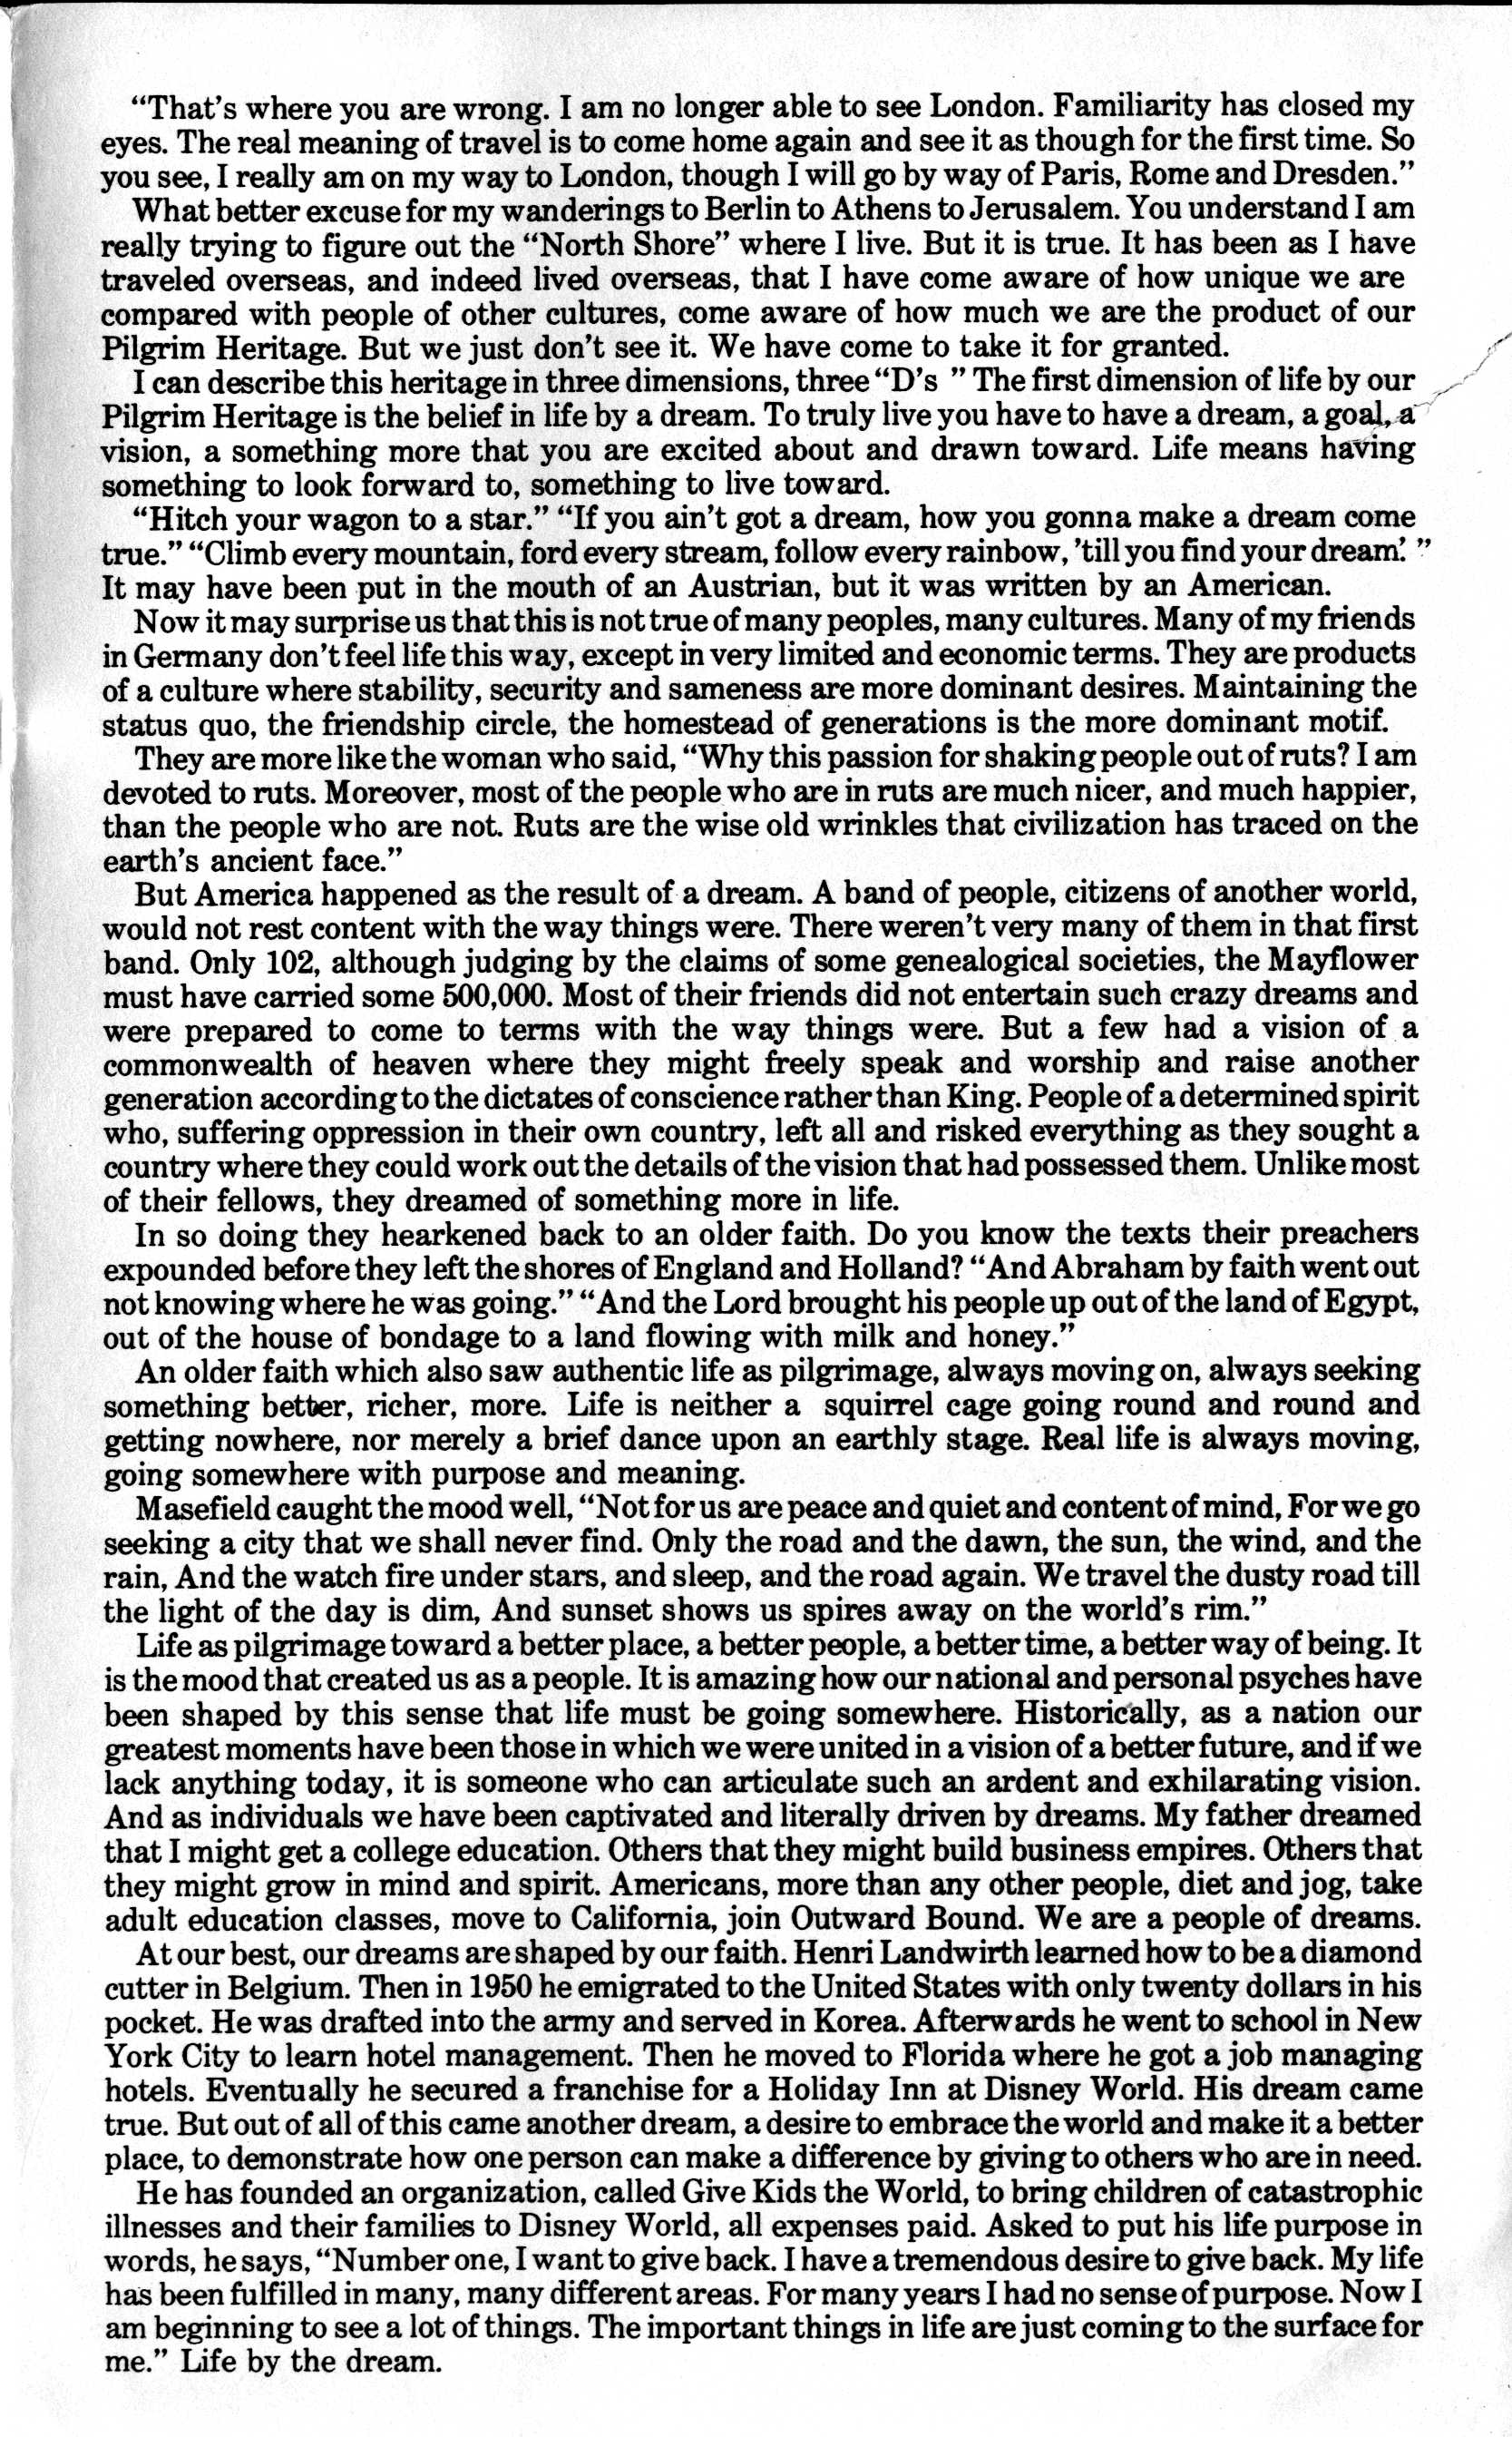 “That’s where you are wrong. I am no longer able to see London. Familiarity has closed my
eyes. The real meaning of travel is to come home again and see it as though for the first time. So
you see, I really am on my way to London, though I will go by way of Paris, Rome and Dresden.”
What better excuse for my wanderings to Berlin to Athens to Jerusalem. You understand I am
really trying to figure out the “North Shore” where I live. But it is true. It has been as I have
traveled overseas, and indeed lived overseas, that I have come aware of how unique we are
compared with people of other cultures, come aware of how much we are the product of our
Pilgrim Heritage. But we just don’t see it. We have come to take it for granted.
I can describe this heritage in three dimensions, three “D’s ” The first dimension of life by our
Pilgrim Heritage is the belief in life by a dream. To truly live you have to have a dream, a goal, a
vision, a something more that you are excited about and drawn toward. Life means having
something to look forward to, something to live toward.
“Hitch your wagon to a star.” “If you ain’t got a dream, how you gonna make a dream come
true.” “Climb every mountain, ford every stream, follow every rainbow, ’till you find your dream.’ ”
It may have been put in the mouth of an Austrian, but it was written by an American.
Now it may surprise us that this is not true of many peoples, many cultures. Many of my friends
in Germany don’t feel life this way, except in very limited and economic terms. They are products
of a culture where stability, security and sameness are more dominant desires. Maintaining the
status quo, the friendship circle, the homestead of generations is the more dominant motif.
They are more like the woman who said, “Why this passion for shaking people out of ruts? I am
devoted to ruts. Moreover, most of the people who are in ruts are much nicer, and much happier,
than the people who are not. Ruts are the wise old wrinkles that civilization has traced on the
earth’s ancient face.”
But America happened as the result of a dream. A band of people, citizens of another world,
would not rest content with the way things were. There weren’t very many of them in that first
band. Only 102, although judging by the claims of some genealogical societies, the Mayflower
must have carried some 500,000. Most of their friends did not entertain such crazy dreams and
were prepared to come to terms with the way things were. But a few had a vision of a
commonwealth of heaven where they might freely speak and worship and raise another
generation according to the dictates of conscience rather than King. People of a determined spirit
who, suffering oppression in their own country, left all and risked everything as they sought a
country where they could work out the details of the vision that had possessed them. Unlike most
of their fellows, they dreamed of something more in life.
In so doing they hearkened back to an older faith. Do you know the texts their preachers
expounded before they left the shores of England and Holland? “And Abraham by faith went out
not knowing where he was going.” “And the Lord brought his people up out of the land of Egypt,
out of the house of bondage to a land flowing with milk and honey.”
An older faith which also saw authentic life as pilgrimage, always moving on, always seeking
something better, richer, more. Life is neither a squirrel cage going round and round and
getting nowhere, nor merely a brief dance upon an earthly stage. Real life is always moving,
going somewhere with purpose and meaning.
Masefield caught the mood well, “Not for us are peace and quiet and content of mind, For we go
seeking a city that we shall never find. Only the road and the dawn, the sun, the wind, and the
rain, And the watch fire under stars, and sleep, and the road again. We travel the dusty road till
the light of the day is dim, And sunset shows us spires away on the world’s rim.”
Life as pilgrimage toward a better place, a better people, a better time, a better way of being. It
is the mood that created us as a people. It is amazing how our national and personal psyches have
been shaped by this sense that life must be going somewhere. Historically, as a nation our
greatest moments have been those in which we were united in a vision of a better future, and if we
lack anything today, it is someone who can articulate such an ardent and exhilarating vision.
And as individuals we have been captivated and literally driven by dreams. My father dreamed
that I might get a college education. Others that they might build business empires. Others that
they might grow in mind and spirit. Americans, more than any other people, diet and jog, take
adult education classes, move to California, join Outward Bound. We are a people of dreams.
At our best, our dreams are shaped by our faith. Henri Landwirth learned how to be a diamond
cutter in Belgium. Then in 1950 he emigrated to the United States with only twenty dollars in his
pocket. He was drafted into the army and served in Korea. Afterwards he went to school in New
York City to learn hotel management. Then he moved to Florida where he got a job managing
hotels. Eventually he secured a franchise for a Holiday Inn at Disney World. His dream came
true. But out of all of this came another dream, a desire to embrace the world and make it a better
place, to demonstrate how one person can make a difference by giving to others who are in need.
He has founded an organization, called Give Kids the World, to bring children of catastrophic
illnesses and their families to Disney World, all expenses paid. Asked to put his life purpose in
words, he says, “Number one, I want to give back. I have a tremendous desire to give back. My life
has been fulfilled in many, many different areas. For many years I had no sense of purpose. Now I
am beginning to see a lot of things. The important things in life are just coming to the surface for
me.” Life by the dream.